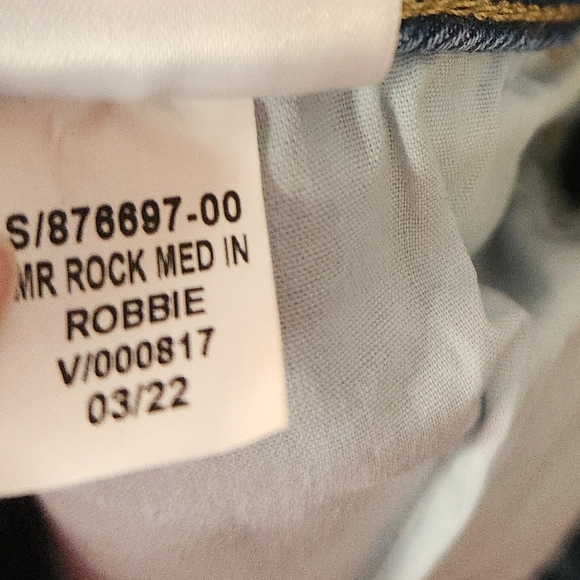 S/876697-00
MR ROCK MED IN
ROBBIE
V/000817
03/22